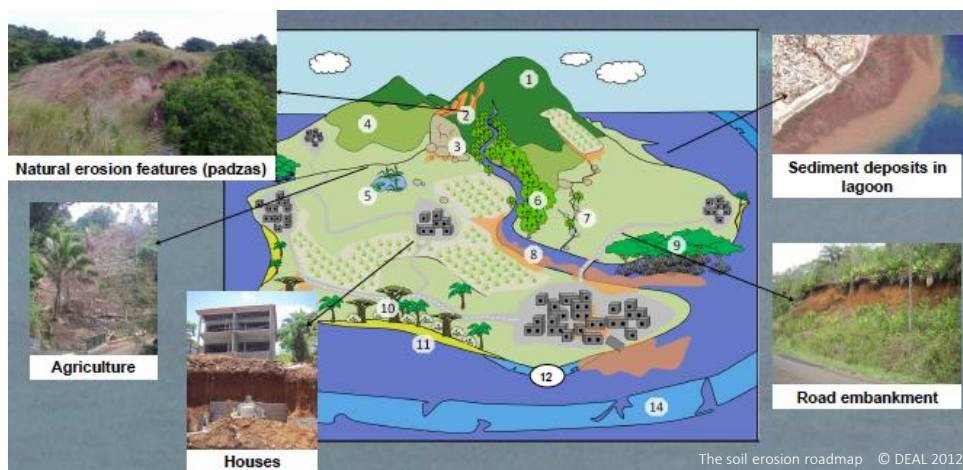 Natural erosion features (padzas)
Agriculture
Houses
Sediment deposits in
lagoon
Road embankment
1
2
3
4
5
6
7
8
9
10
11
12
14
The soil erosion roadmap © DEAL 2012